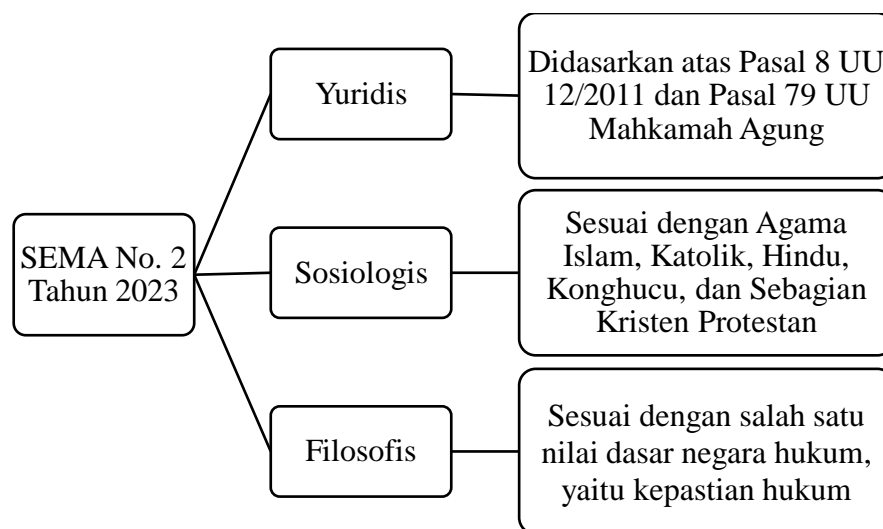 SEMA No. 2
Tahun 2023
Yuridis
Didasarkan atas Pasal 8 UU
12/2011 dan Pasal 79 UU
Mahkamah Agung
Sosiologis
Sesuai dengan Agama
Islam, Katolik, Hindu,
Konghucu, dan Sebagian
Kristen Protestan
Filosofis
Sesuai dengan salah satu
nilai dasar negara hukum,
yaitu kepastian hukum